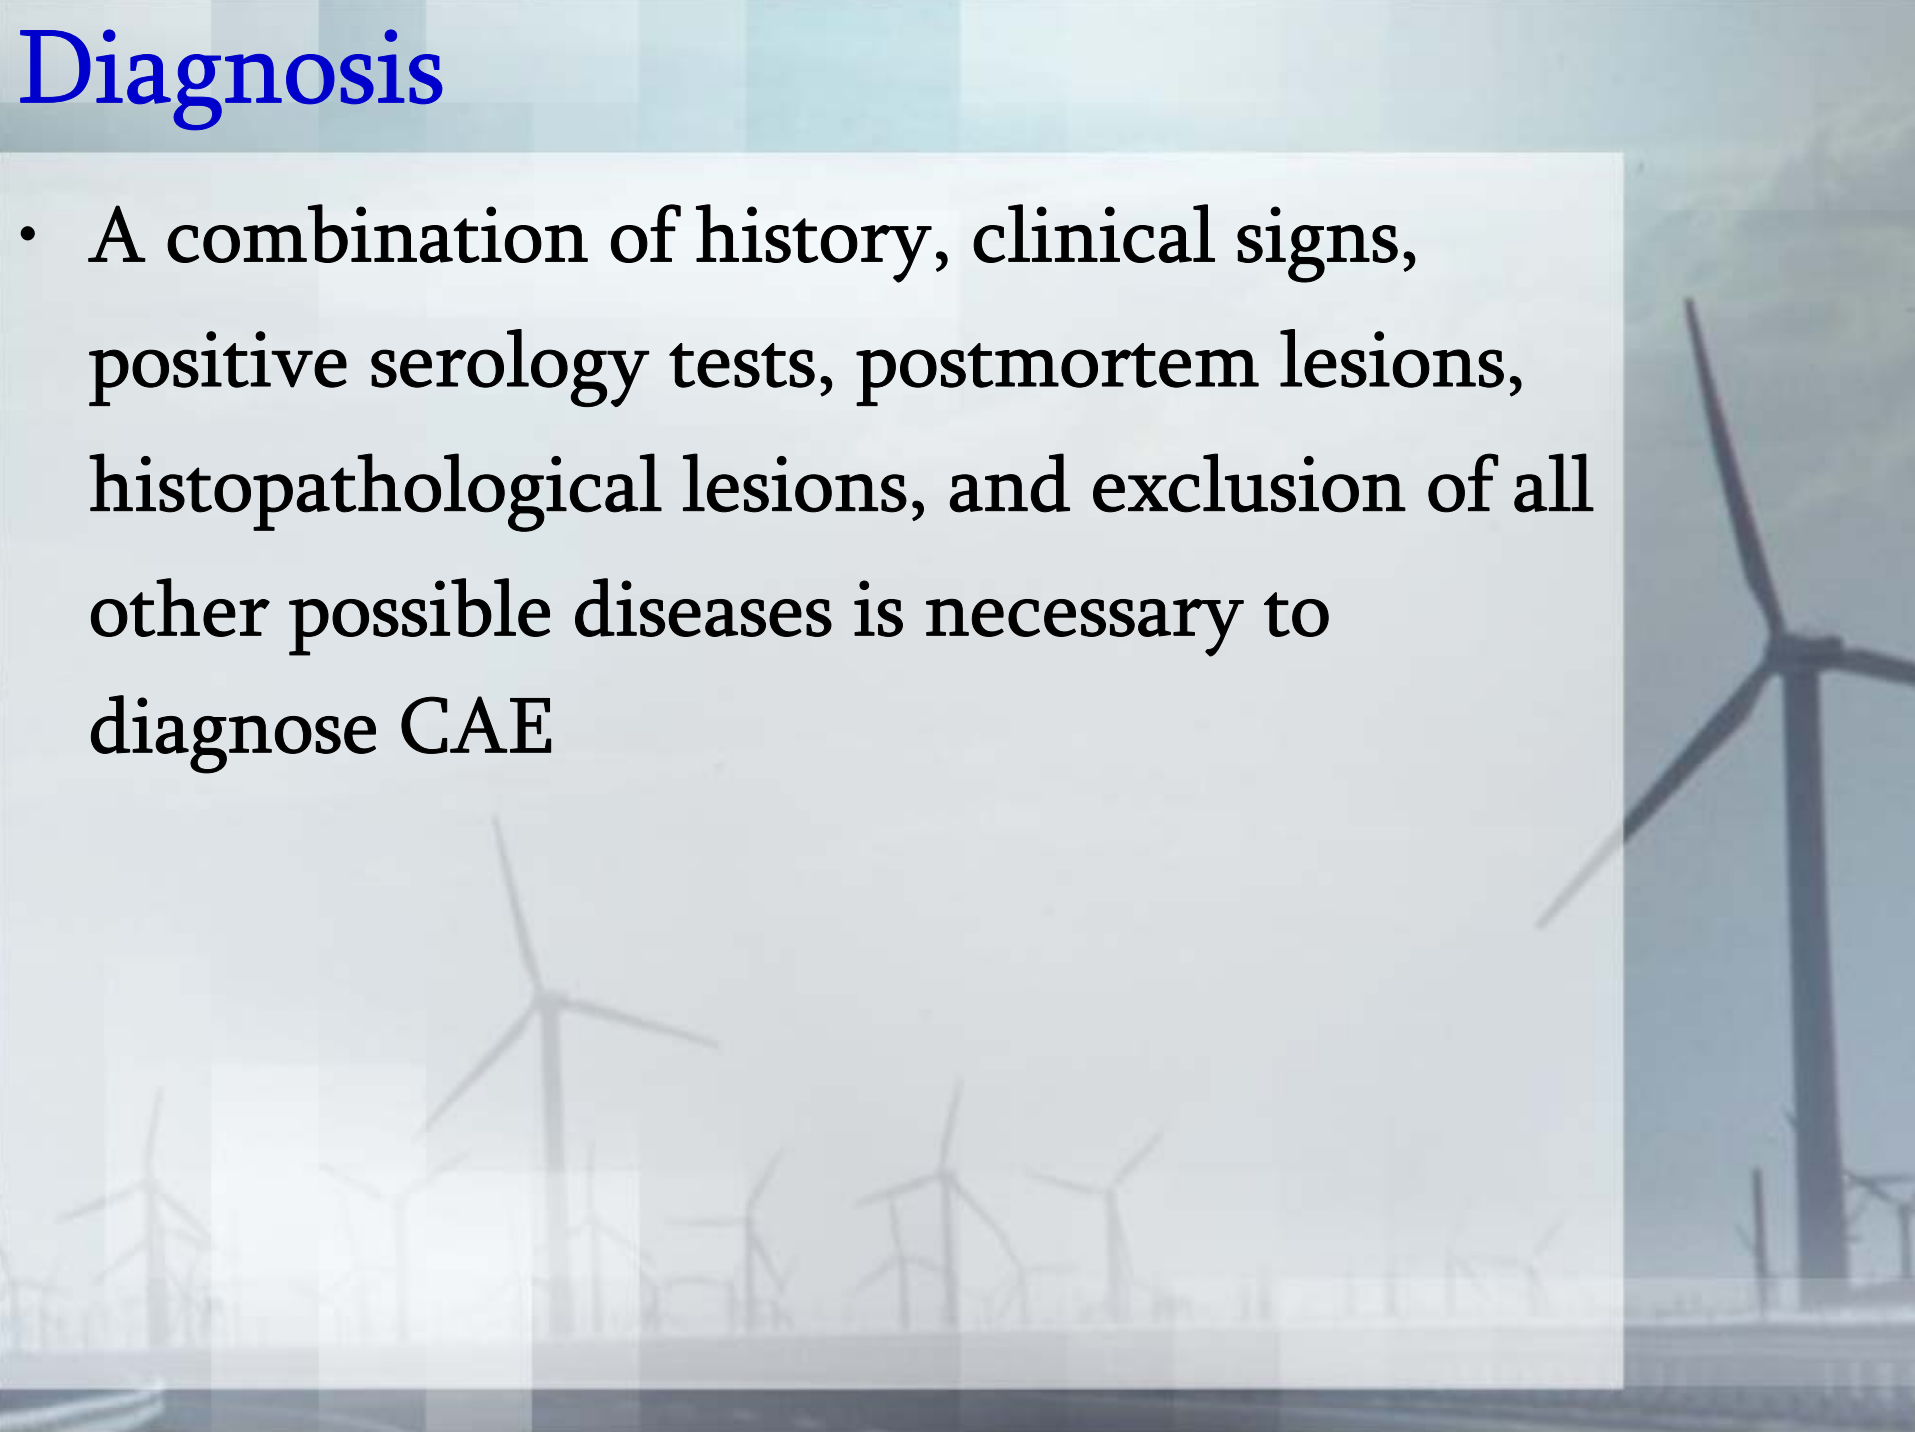 Diagnosis
• A combination of history, clinical signs,
positive serology tests, postmortem lesions,
histopathological lesions, and exclusion of all
other possible diseases is necessary to
diagnose CAE